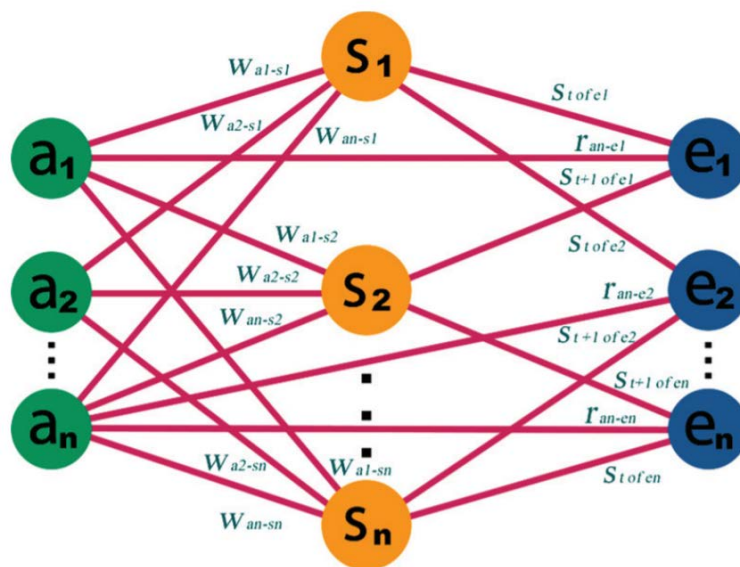 S1
Wa1-s1
St of e1
Wa2-s1
Wan-s1
ran-e1
a1
e1
St+1 of e1
Wa1-s2
St of e2
Wa2-s2
a2
S2
ran-e2
e2
Wan-s2
St+1 of e2
St+1 of en
an
ran-en
en
Wa2-sn
Wa1-sn
St of en
Wan-sn
Sn